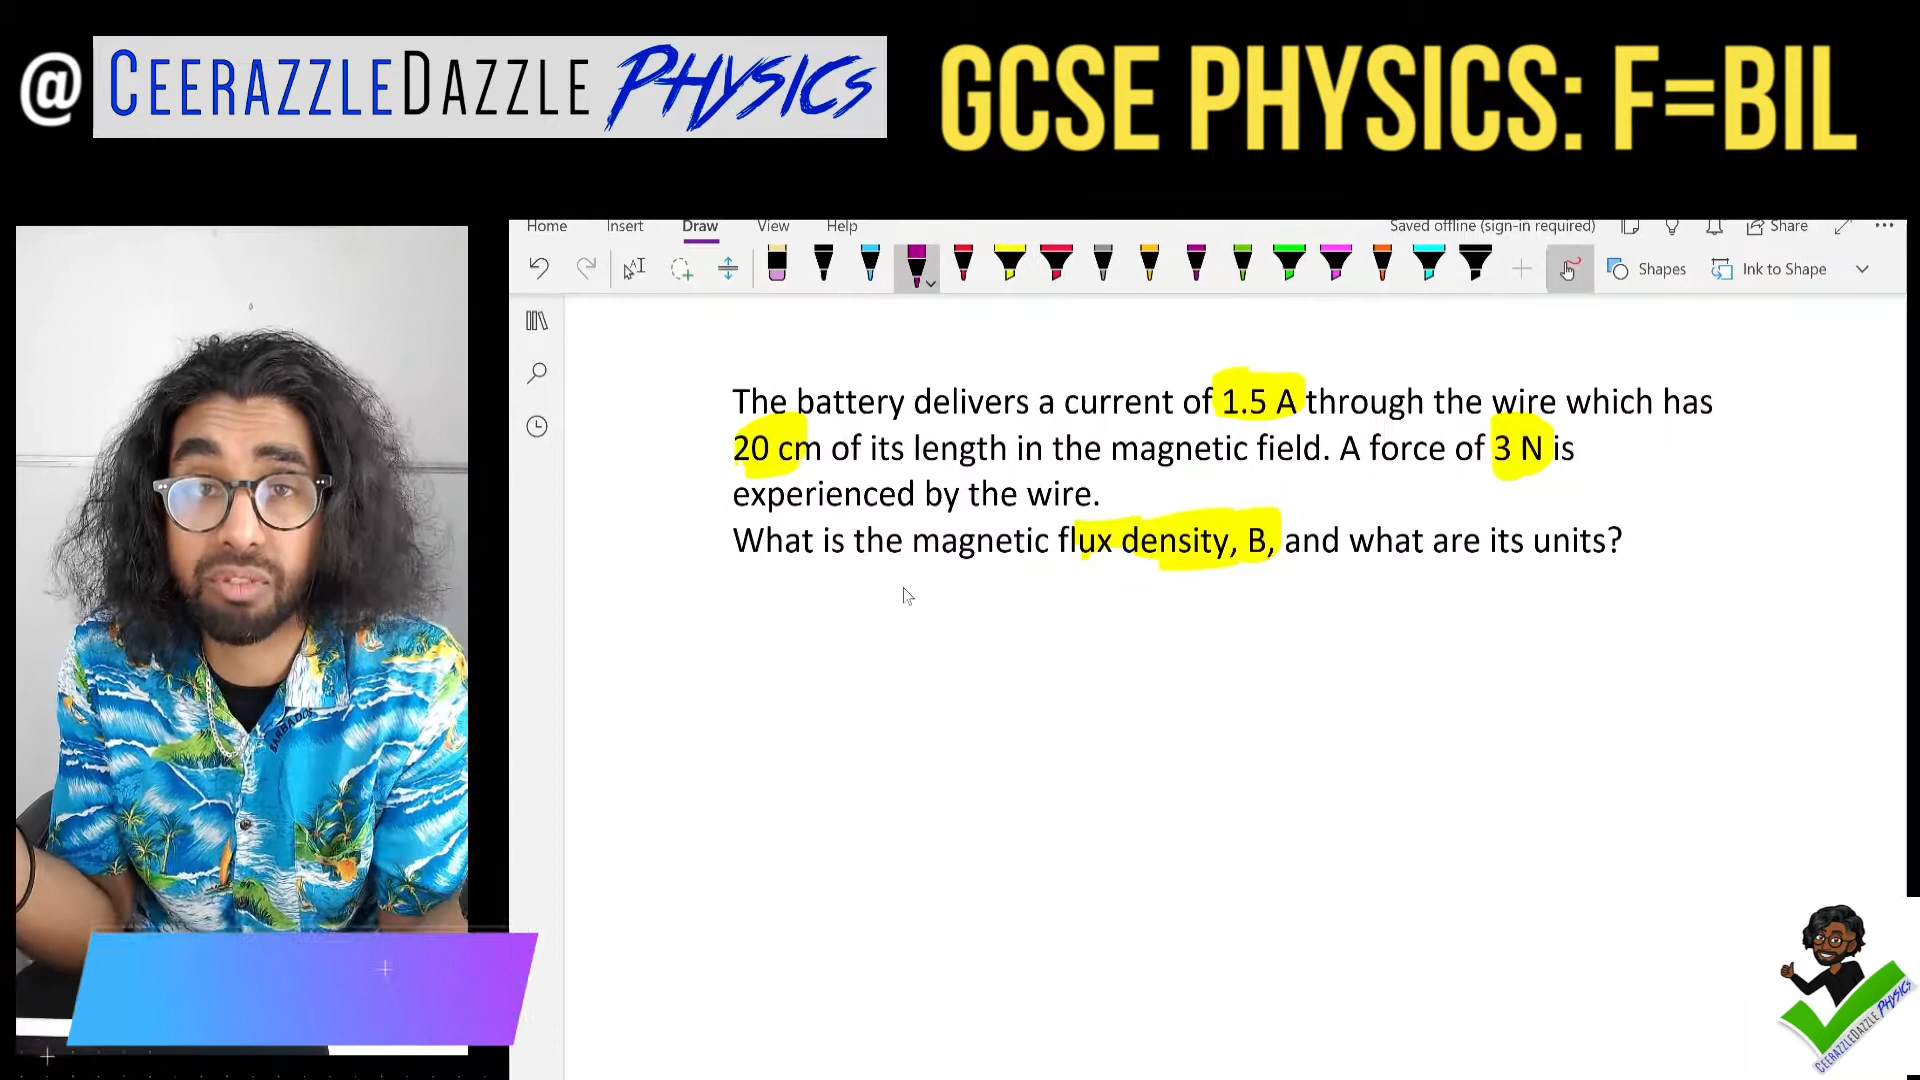 @ CEERAZZLEDAZZLE PHYSICS
GCSE PHYSICS: F=BIL
Home Insert Draw View Help Saved offline (sign-in required) Share
Shapes Ink to Shape
The battery delivers a current of 1.5 A through the wire which has
20 cm of its length in the magnetic field. A force of 3 N is
experienced by the wire.
What is the magnetic flux density, B, and what are its units?
BARBADOS
CEERAZZLEDAZZLE PHYSICS